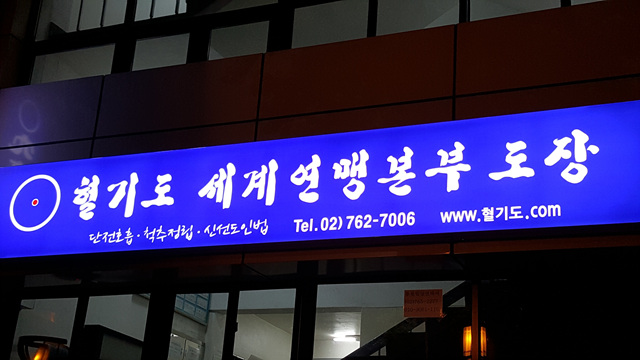 혈기도 세계연맹본부 도장
단전호흡·척추정립·신선도인법 Tel.02) 762-7006 www.혈기도.com